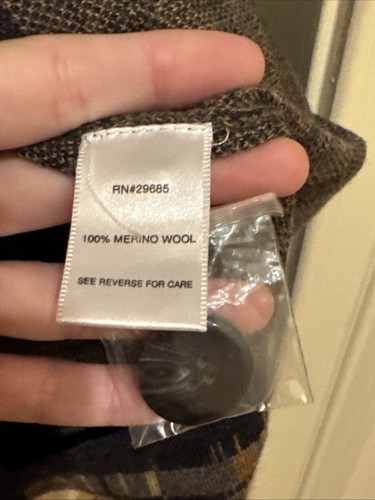 RN#29685
100% MERINO WOOL
SEE REVERSE FOR CARE